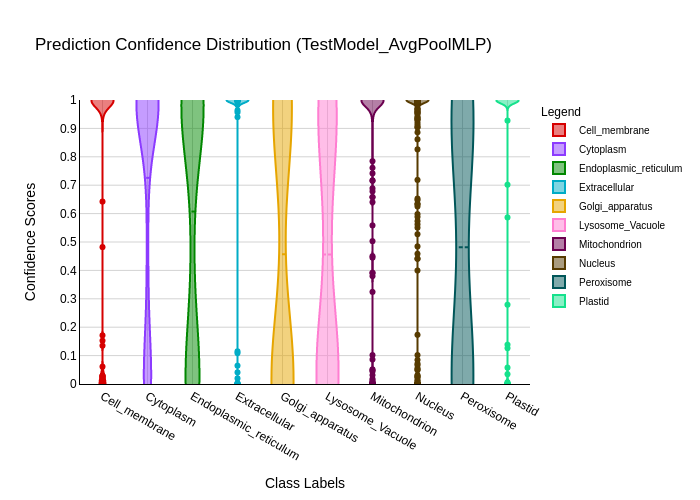 Prediction Confidence Distribution (TestModel_AvgPoolMLP)
Confidence Scores
1
0.9
0.8
0.7
0.6
0.5
0.4
0.3
0.2
0.1
0
Cell_membrane
Cytoplasm
Endoplasmic_reticulum
Extracellular
Golgi_apparatus
Lysosome_Vacuole
Mitochondrion
Nucleus
Peroxisome
Plastid
Class Labels
Legend
Cell_membrane
Cytoplasm
Endoplasmic_reticulum
Extracellular
Golgi_apparatus
Lysosome_Vacuole
Mitochondrion
Nucleus
Peroxisome
Plastid